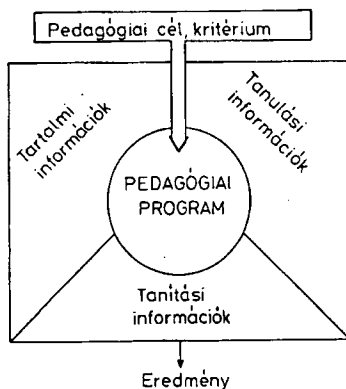 Pedagógiai cél, kritérium
Tartalmi
információk
Tanulási
információk
PEDAGÓGIAI
PROGRAM
Tanítási
információk
Eredmény